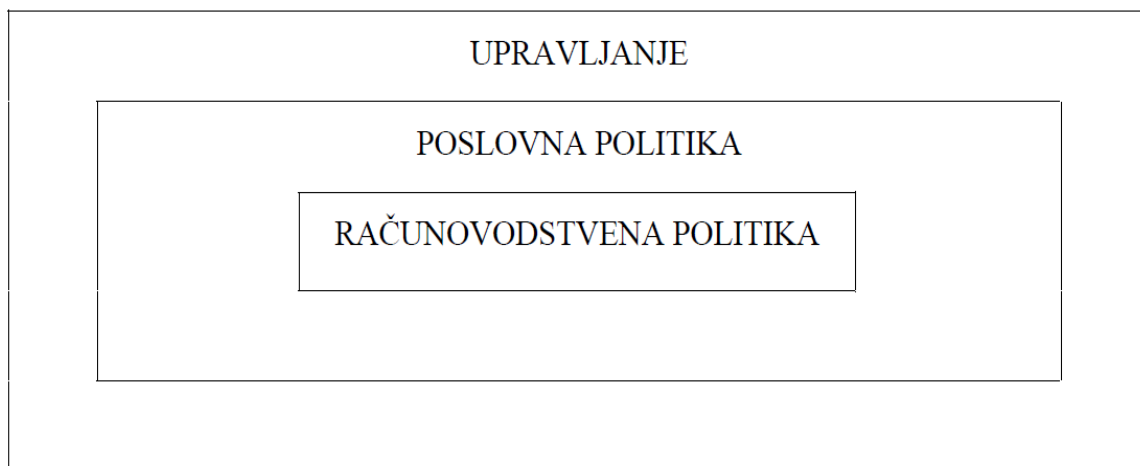 UPRAVLJANJE
POSLOVNA POLITIKA
RAČUNOVODSTVENA POLITIKA